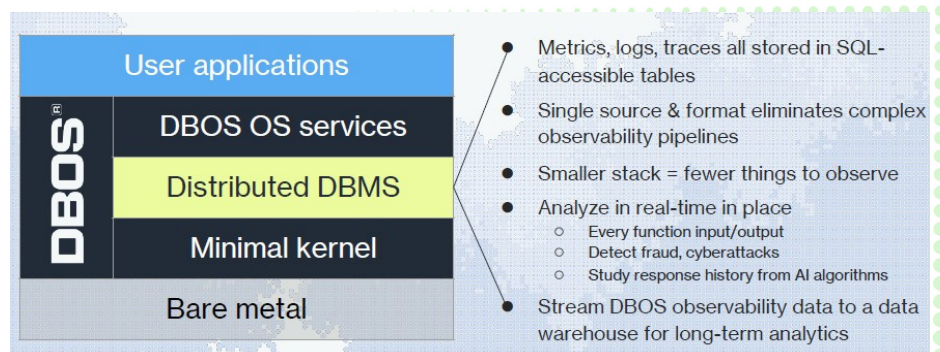 User applications
DBOS®
DBOS OS services
Distributed DBMS
Minimal kernel
Bare metal
● Metrics, logs, traces all stored in SQL-
accessible tables
● Single source & format eliminates complex
observability pipelines
● Smaller stack = fewer things to observe
● Analyze in real-time in place
○ Every function input/output
○ Detect fraud, cyberattacks
○ Study response history from AI algorithms
● Stream DBOS observability data to a data
warehouse for long-term analytics